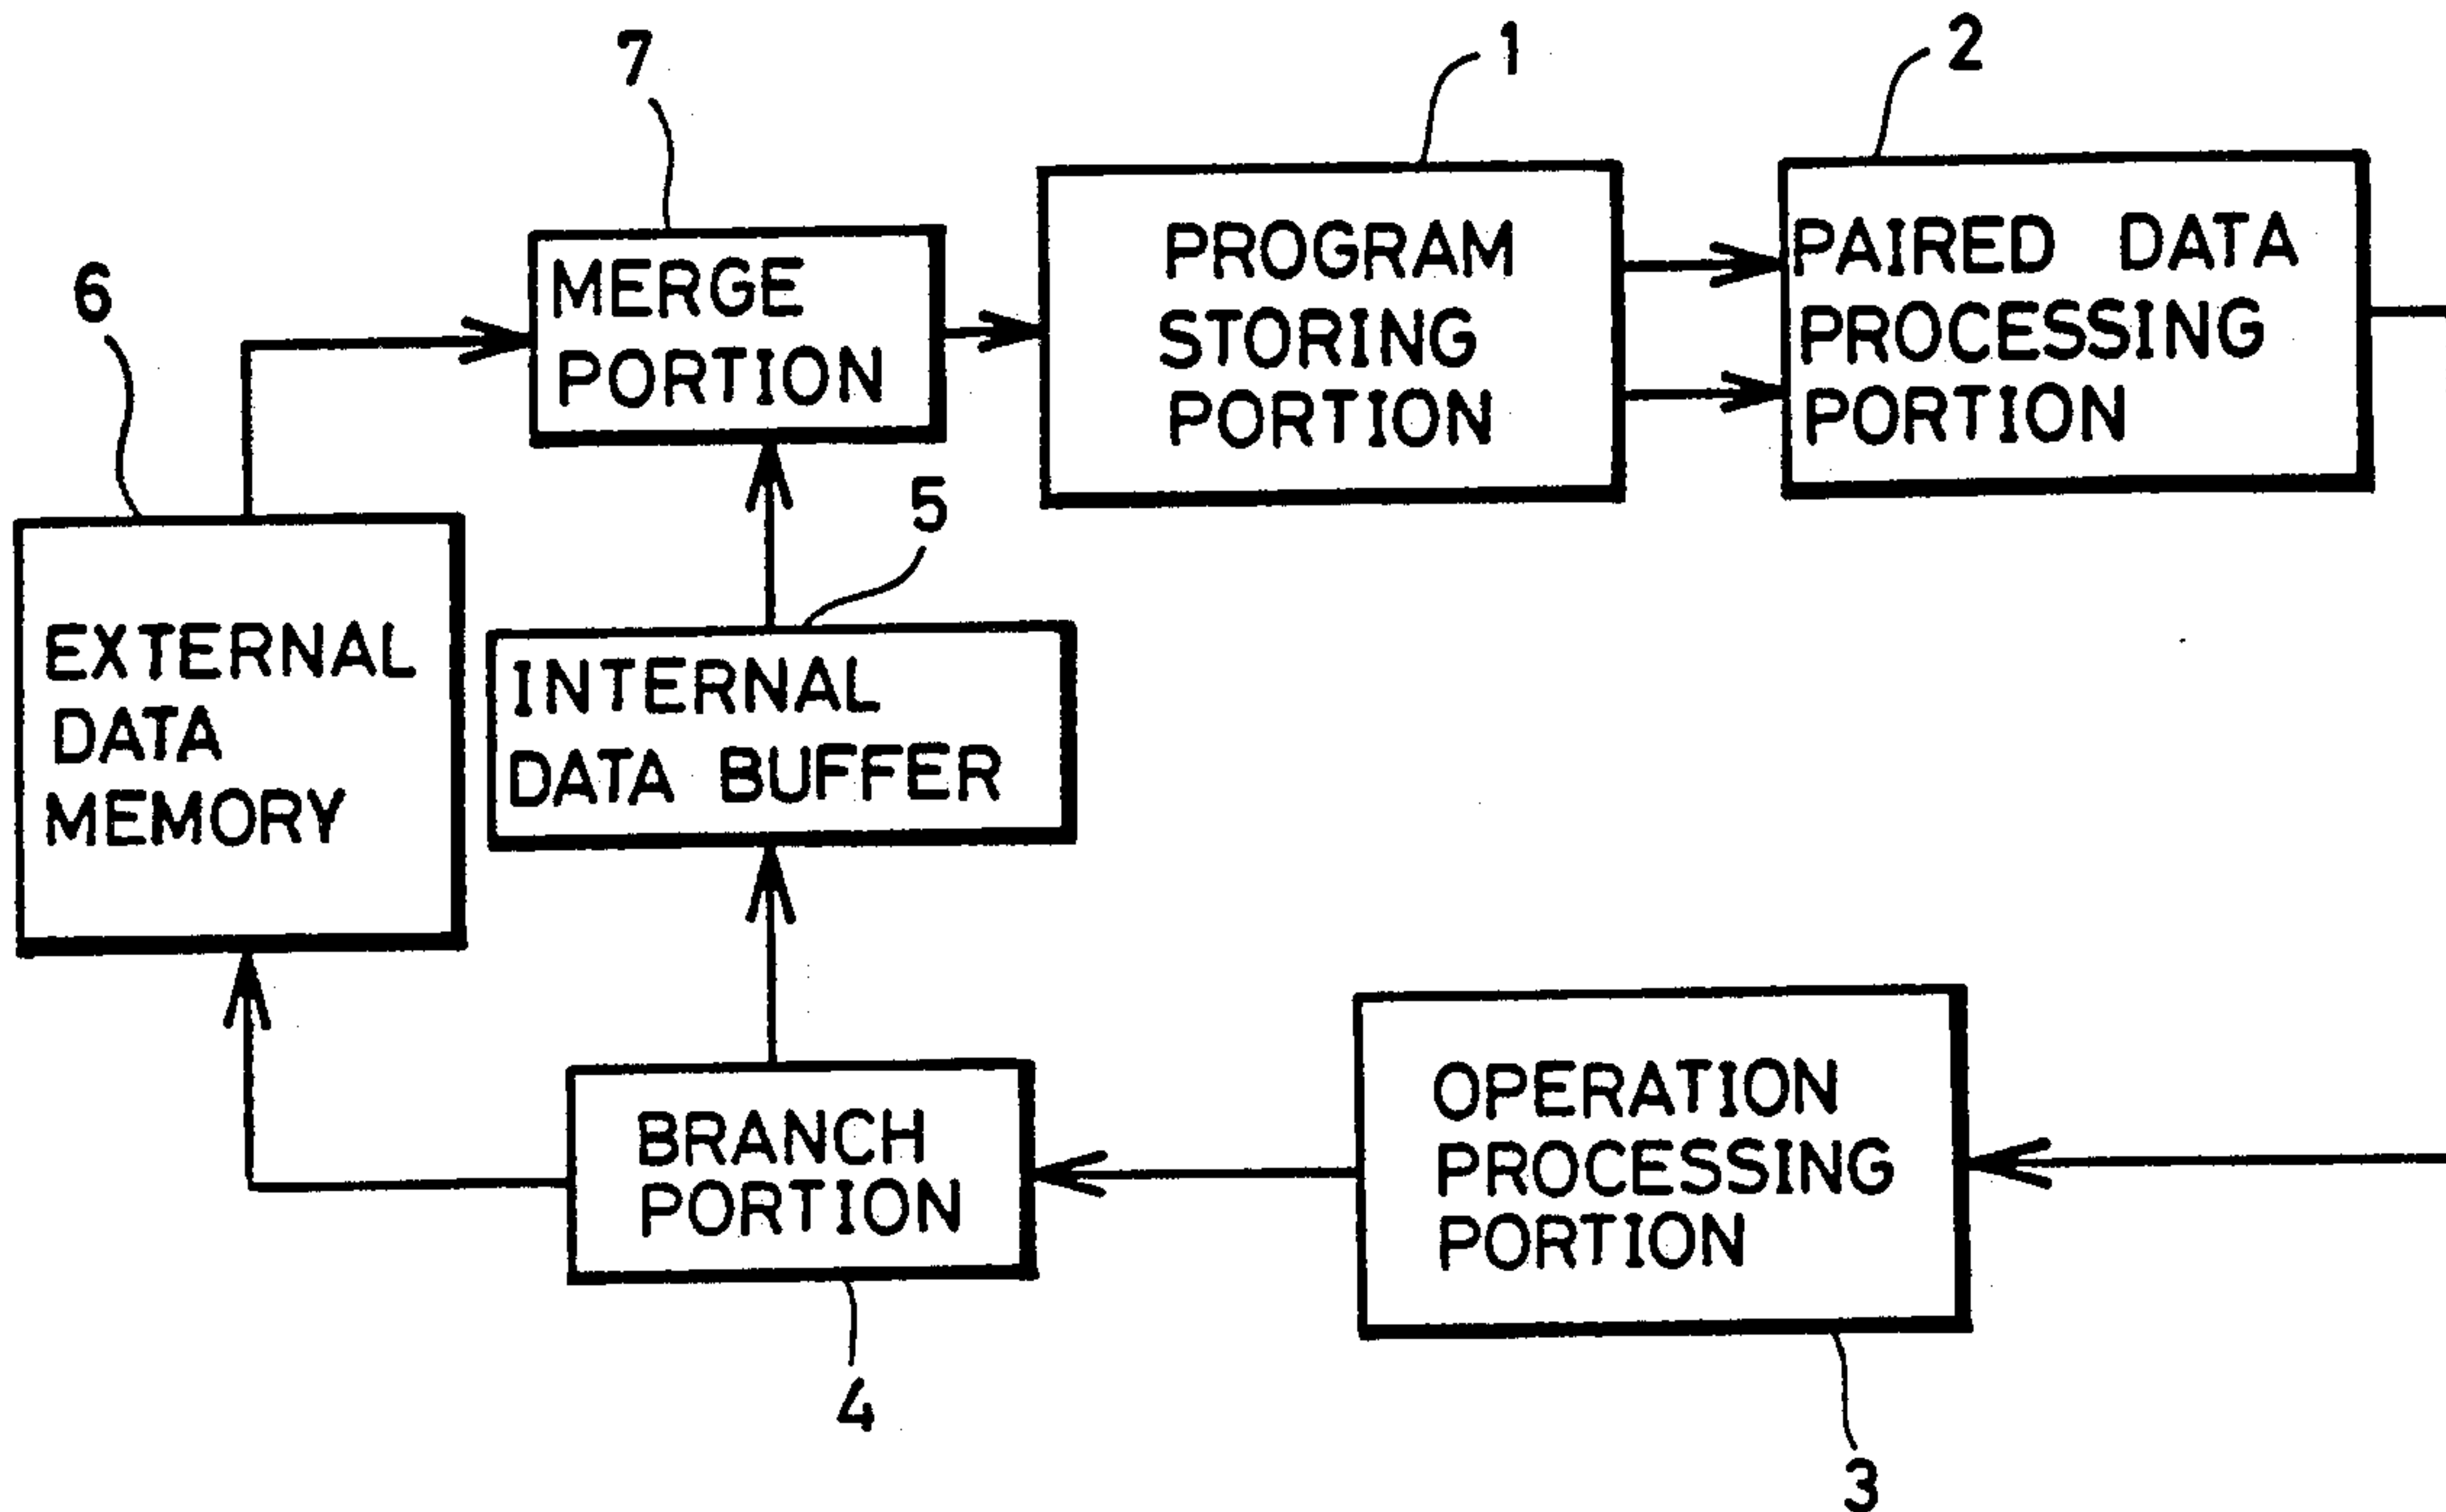 7
1
2
6
MERGE
PORTION
PROGRAM
STORING
PORTION
PAIRED DATA
PROCESSING
PORTION
5
EXTERNAL
DATA
MEMORY
INTERNAL
DATA BUFFER
BRANCH
PORTION
OPERATION
PROCESSING
PORTION
4
3